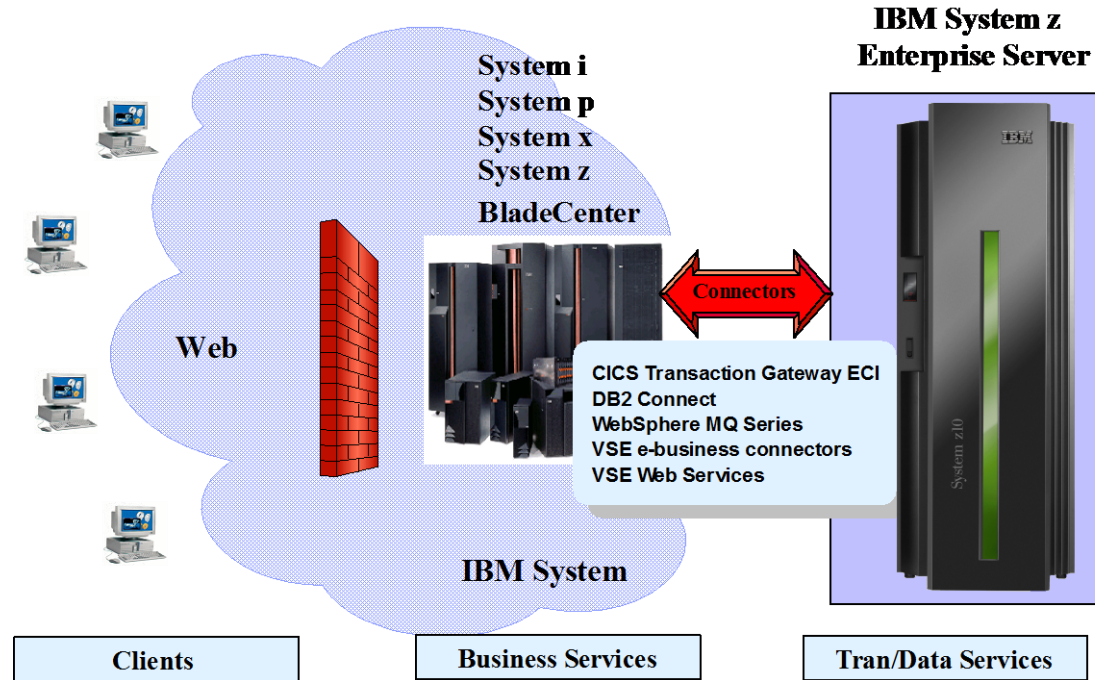 IBM System z
Enterprise Server
System i
System p
System x
System z
BladeCenter
IBM
Web
Connectors
CICS Transaction Gateway ECI
DB2 Connect
WebSphere MQ Series
VSE e-business connectors
VSE Web Services
System z10
IBM System
Clients
Business Services
Tran/Data Services